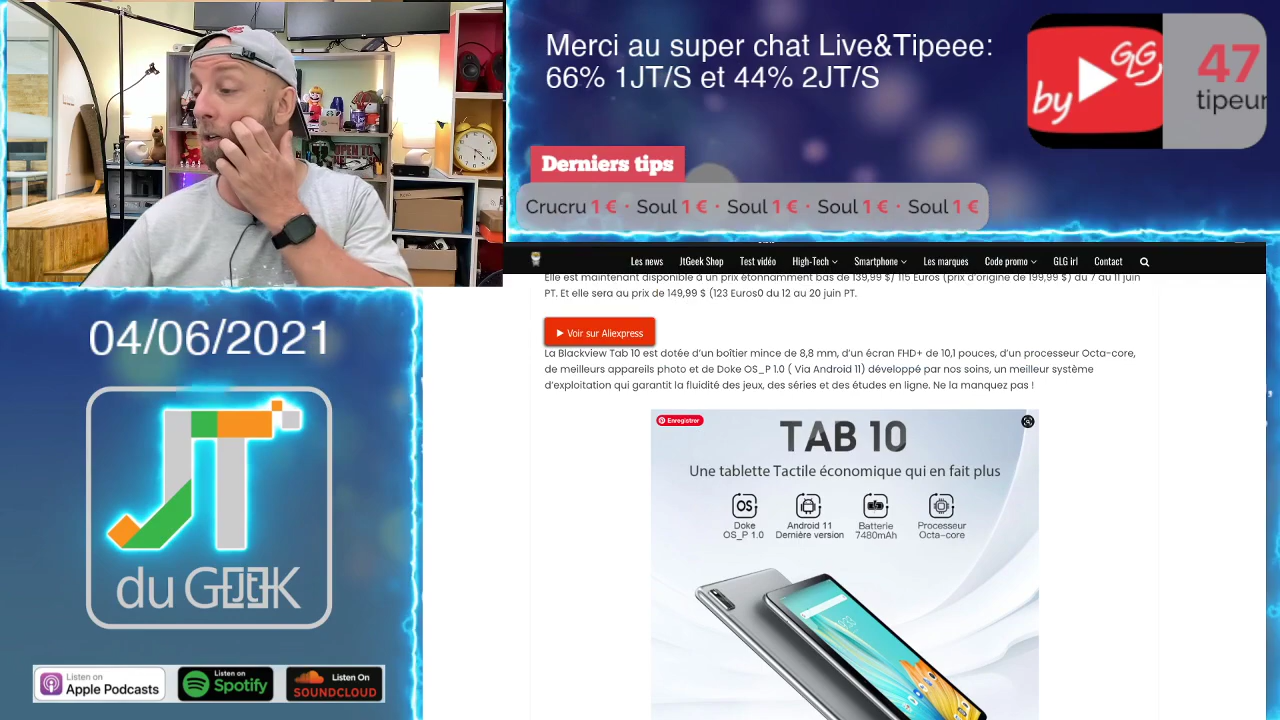 Merci au super chat Live&Tipeee:
66% 1JT/S et 44% 2JT/S
by GLG
47
tipeur
Derniers tips
Crucru 1 € · Soul 1 € · Soul 1 € · Soul 1 € · Soul 1 €
Les news JtGeek Shop Test vidéo High-Tech Smartphone Les marques Code promo GLG irl Contact
Elle est maintenant disponible à un prix étonnamment bas de 139,99 $/ 115 Euros (prix d'origine de 199,99 $) du 7 au 11 juin
PT. Et elle sera au prix de 149,99 $ (123 Euros0 du 12 au 20 juin PT.
Voir sur Aliexpress
La Blackview Tab 10 est dotée d'un boîtier mince de 8,8 mm, d'un écran FHD+ de 10,1 pouces, d'un processeur Octa-core,
de meilleurs appareils photo et de Doke OS_P 1.0 ( Via Android 11) développé par nos soins, un meilleur système
d'exploitation qui garantit la fluidité des jeux, des séries et des études en ligne. Ne la manquez pas !
Enregistrer
TAB 10
Une tablette Tactile économique qui en fait plus
OS
Doke
OS_P 1.0
Android 11
Dernière version
Batterie
7480mAh
Processeur
Octa-core
04/06/2021
JT
du GEEK
Listen on
Apple Podcasts
Listen on
Spotify
Listen On
SOUNDCLOUD